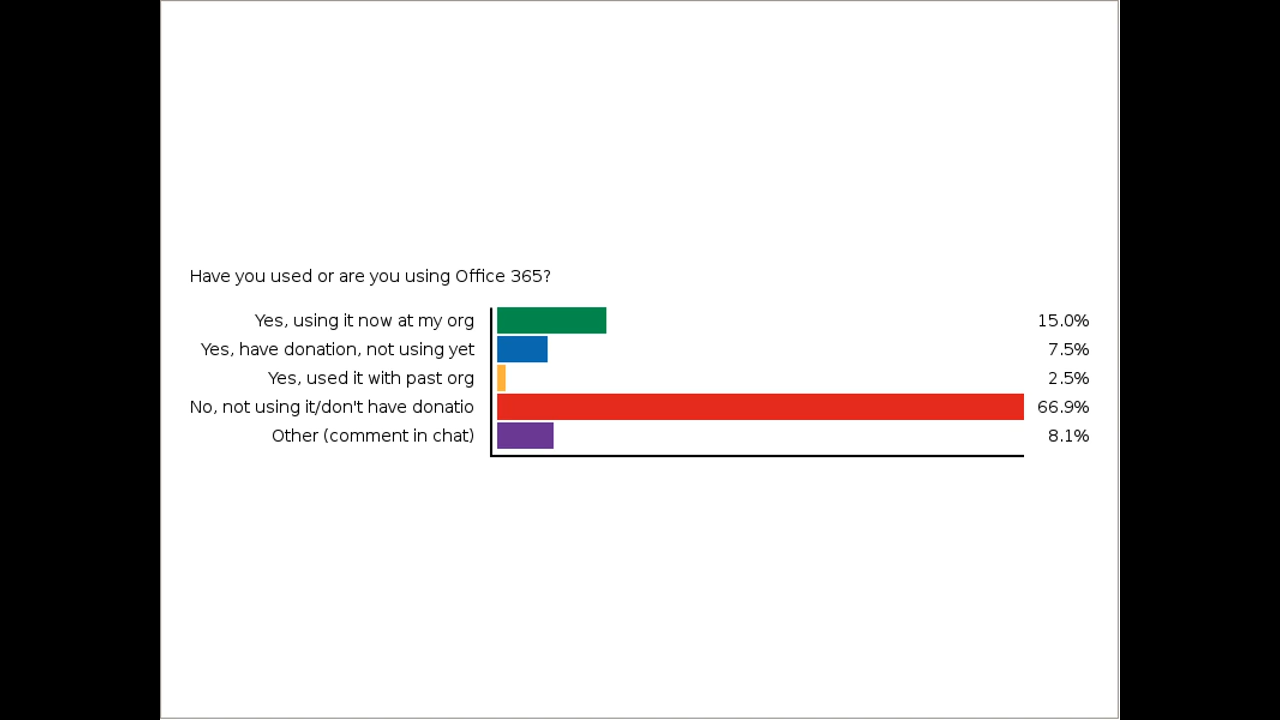 Have you used or are you using Office 365?
Yes, using it now at my org 15.0%
Yes, have donation, not using yet 7.5%
Yes, used it with past org 2.5%
No, not using it/don't have donatio 66.9%
Other (comment in chat) 8.1%